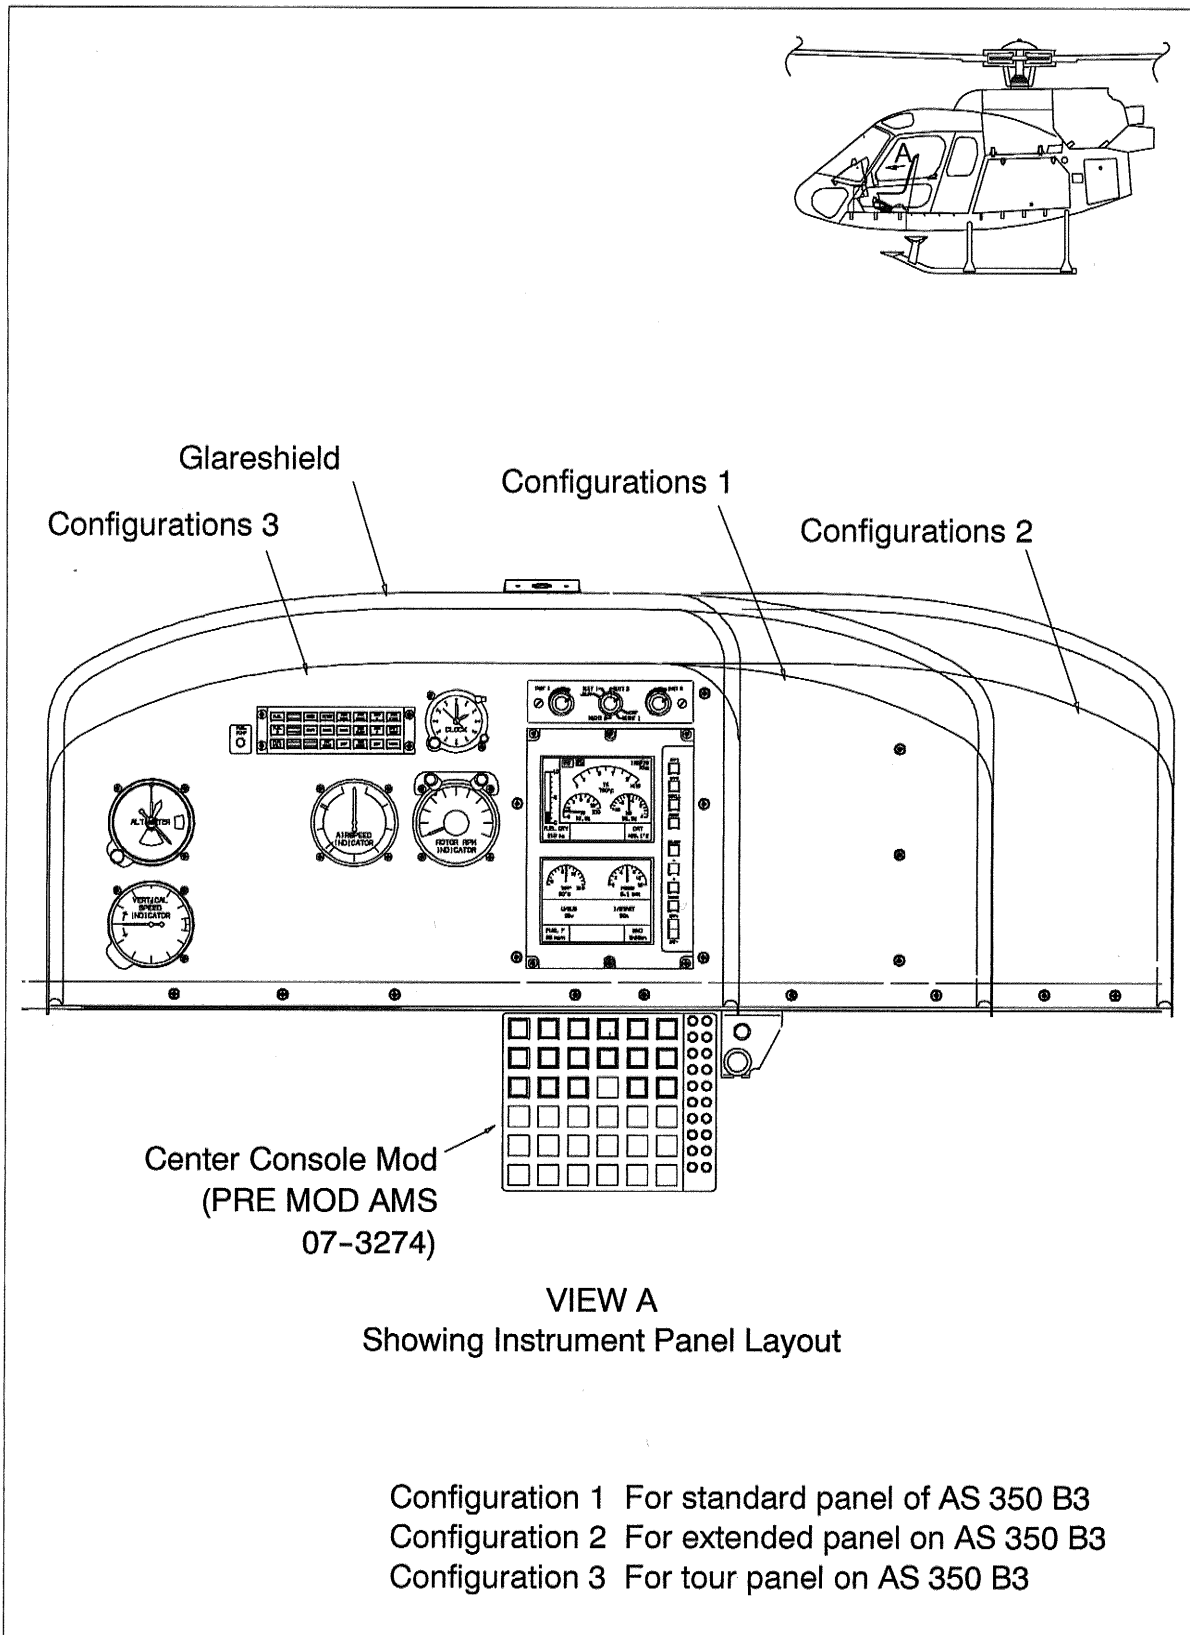 A
Glareshield
Configurations 1
Configurations 3
Configurations 2
CLOCK
ALTIMETER
AIRSPEED
INDICATOR
ROTOR RPM
INDICATOR
VERTICAL
SPEED
INDICATOR
Center Console Mod
(PRE MOD AMS
07-3274)
VIEW A
Showing Instrument Panel Layout
Configuration 1 For standard panel of AS 350 B3
Configuration 2 For extended panel on AS 350 B3
Configuration 3 For tour panel on AS 350 B3